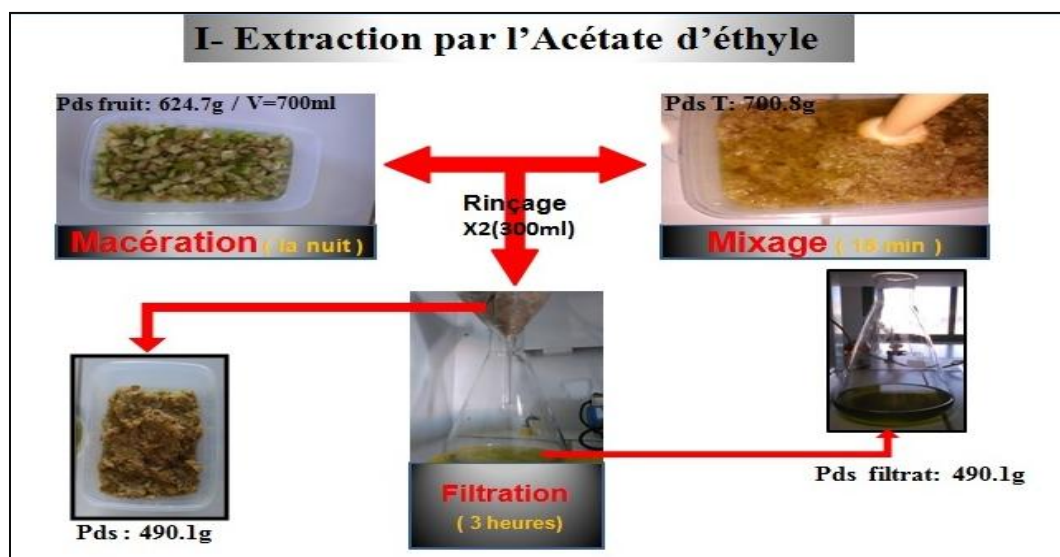 I- Extraction par l'Acétate d'éthyle
Pds fruit: 624.7g / V=700ml
Pds T: 700.8g
Rinçage
X2(300ml)
Macération ( la nuit )
Mixage ( 15 min )
Filtration
( 3 heures)
Pds : 490.1g
Pds filtrat: 490.1g